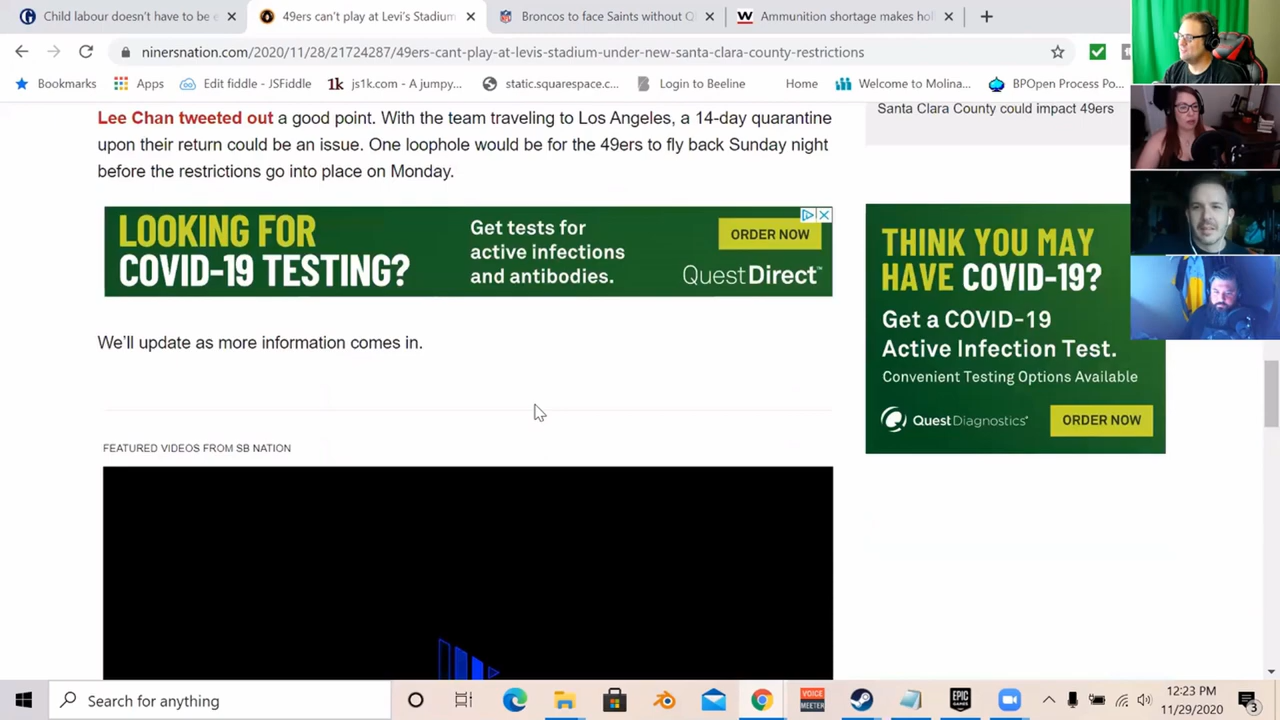 Child labour doesn't have to be
49ers can't play at Levi's Stadium
Broncos to face Saints without Q
Ammunition shortage makes hol
ninersnation.com/2020/11/28/21724287/49ers-cant-play-at-levis-stadium-under-new-santa-clara-county-restrictions
Bookmarks
Apps
Edit fiddle - JSFiddle
1k
js1k.com - A jumpy...
static.squarespace.c...
Login to Beeline
Home
Welcome to Molina...
BPOpen Process Po...
Lee Chan tweeted out a good point. With the team traveling to Los Angeles, a 14-day quarantine
upon their return could be an issue. One loophole would be for the 49ers to fly back Sunday night
before the restrictions go into place on Monday.
Santa Clara County could impact 49ers
LOOKING FOR
COVID-19 TESTING?
Get tests for
active infections
and antibodies.
ORDER NOW
QuestDirect™
THINK YOU MAY
HAVE COVID-19?
Get a COVID-19
Active Infection Test.
Convenient Testing Options Available
Quest Diagnostics
ORDER NOW
We'll update as more information comes in.
FEATURED VIDEOS FROM SB NATION
Search for anything
VOICE
MEETER
EPIC
GAMES
12:23 PM
11/29/2020
3